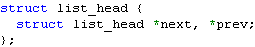 struct list_head {
  struct list_head *next, *prev;
};